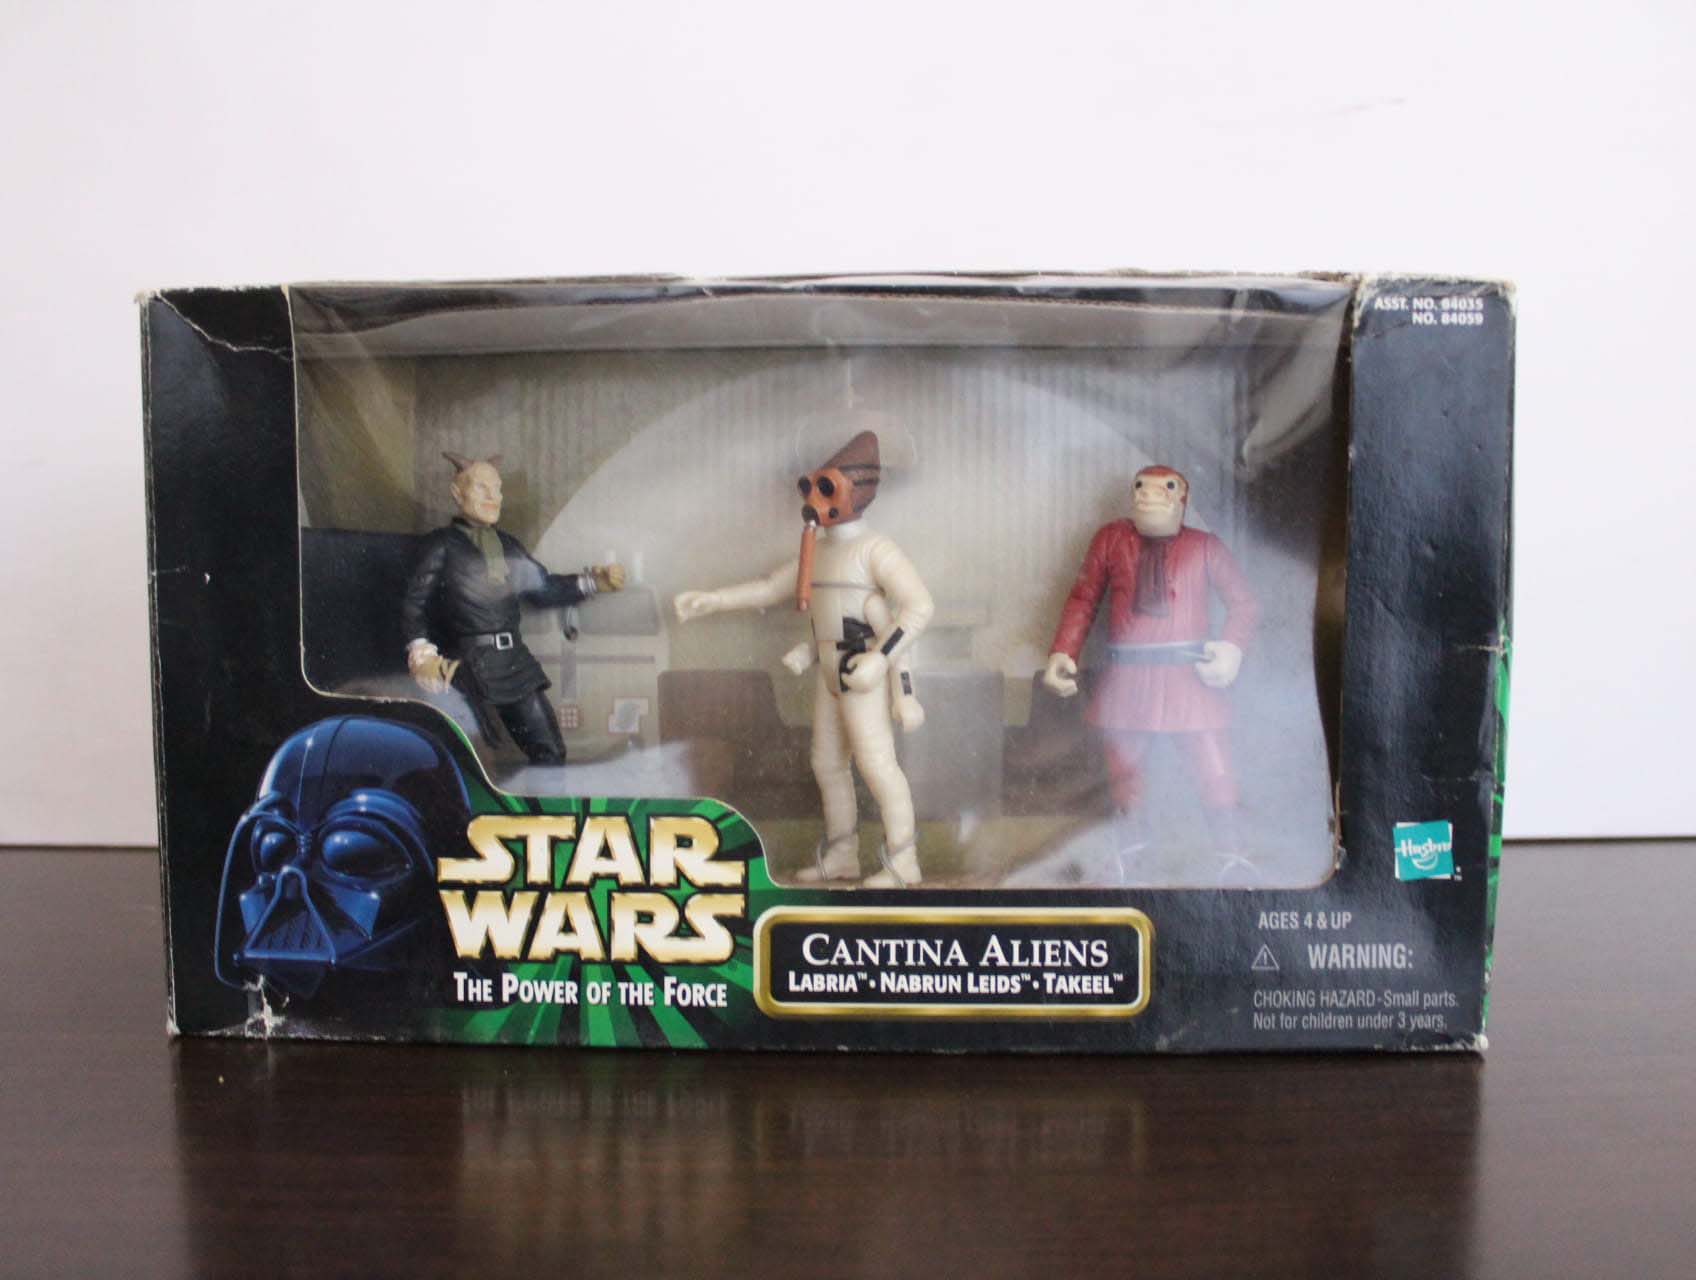 ASST. NO. 84035
NO. 84059
STAR
WARS
THE POWER OF THE FORCE
CANTINA ALIENS
LABRIA™ • NABRUN LEIDS™ • TAKEEL™
Hasbro
AGES 4 & UP
WARNING:
CHOKING HAZARD-Small parts.
Not for children under 3 years.